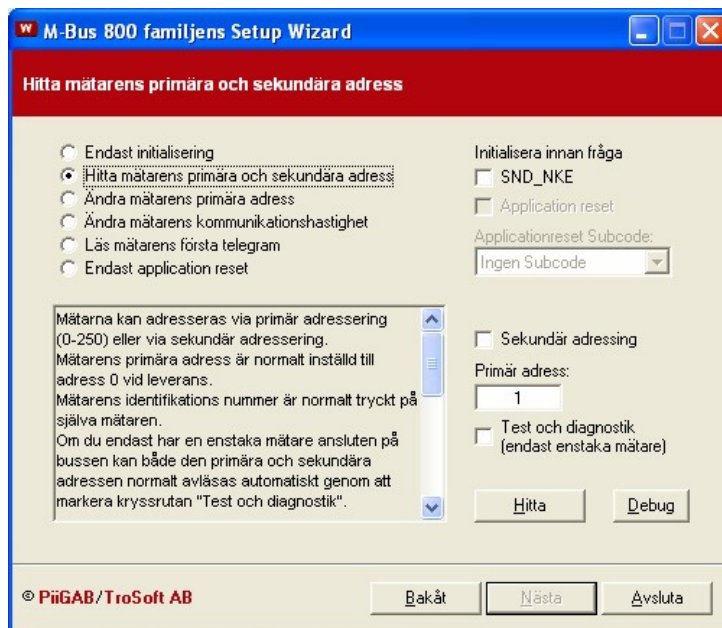 M-Bus 800 familjens Setup Wizard
Hitta mätarens primära och sekundära adress
Endast initialisering
Hitta mätarens primära och sekundära adress
Ändra mätarens primära adress
Ändra mätarens kommunikationshastighet
Läs mätarens första telegram
Endast application reset
Initialisera innan fråga
SND_NKE
Application reset
Applicationreset Subcode:
Ingen Subcode
Mätarna kan adresseras via primär adressering
(0-250) eller via sekundär adressering.
Mätarens primära adress är normalt inställd till
adress 0 vid leverans.
Mätarens identifikations nummer är normalt tryckt på
själva mätaren.
Om du endast har en enstaka mätare ansluten på
bussen kan både den primära och sekundära
adressen normalt avläsas automatiskt genom att
markera kryssrutan "Test och diagnostik".
Sekundär adressing
Primär adress:
1
Test och diagnostik
(endast enstaka mätare)
Hitta
Debug
© PiiGAB/TroSoft AB
Bakåt
Nästa
Avsluta